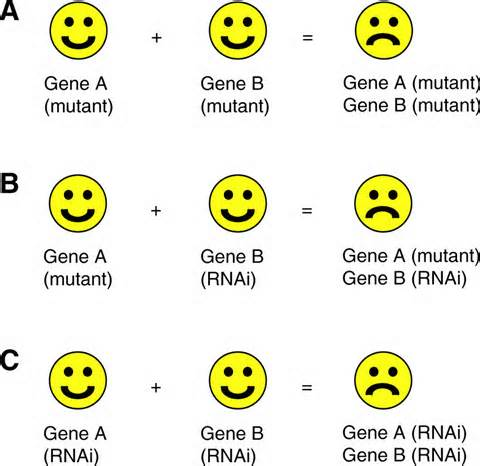 A
+ =
Gene A Gene B Gene A (mutant)
(mutant) (mutant) Gene B (mutant)
B
+ =
Gene A Gene B Gene A (mutant)
(mutant) (RNAi) Gene B (RNAi)
C
+ =
Gene A Gene B Gene A (RNAi)
(RNAi) (RNAi) Gene B (RNAi)